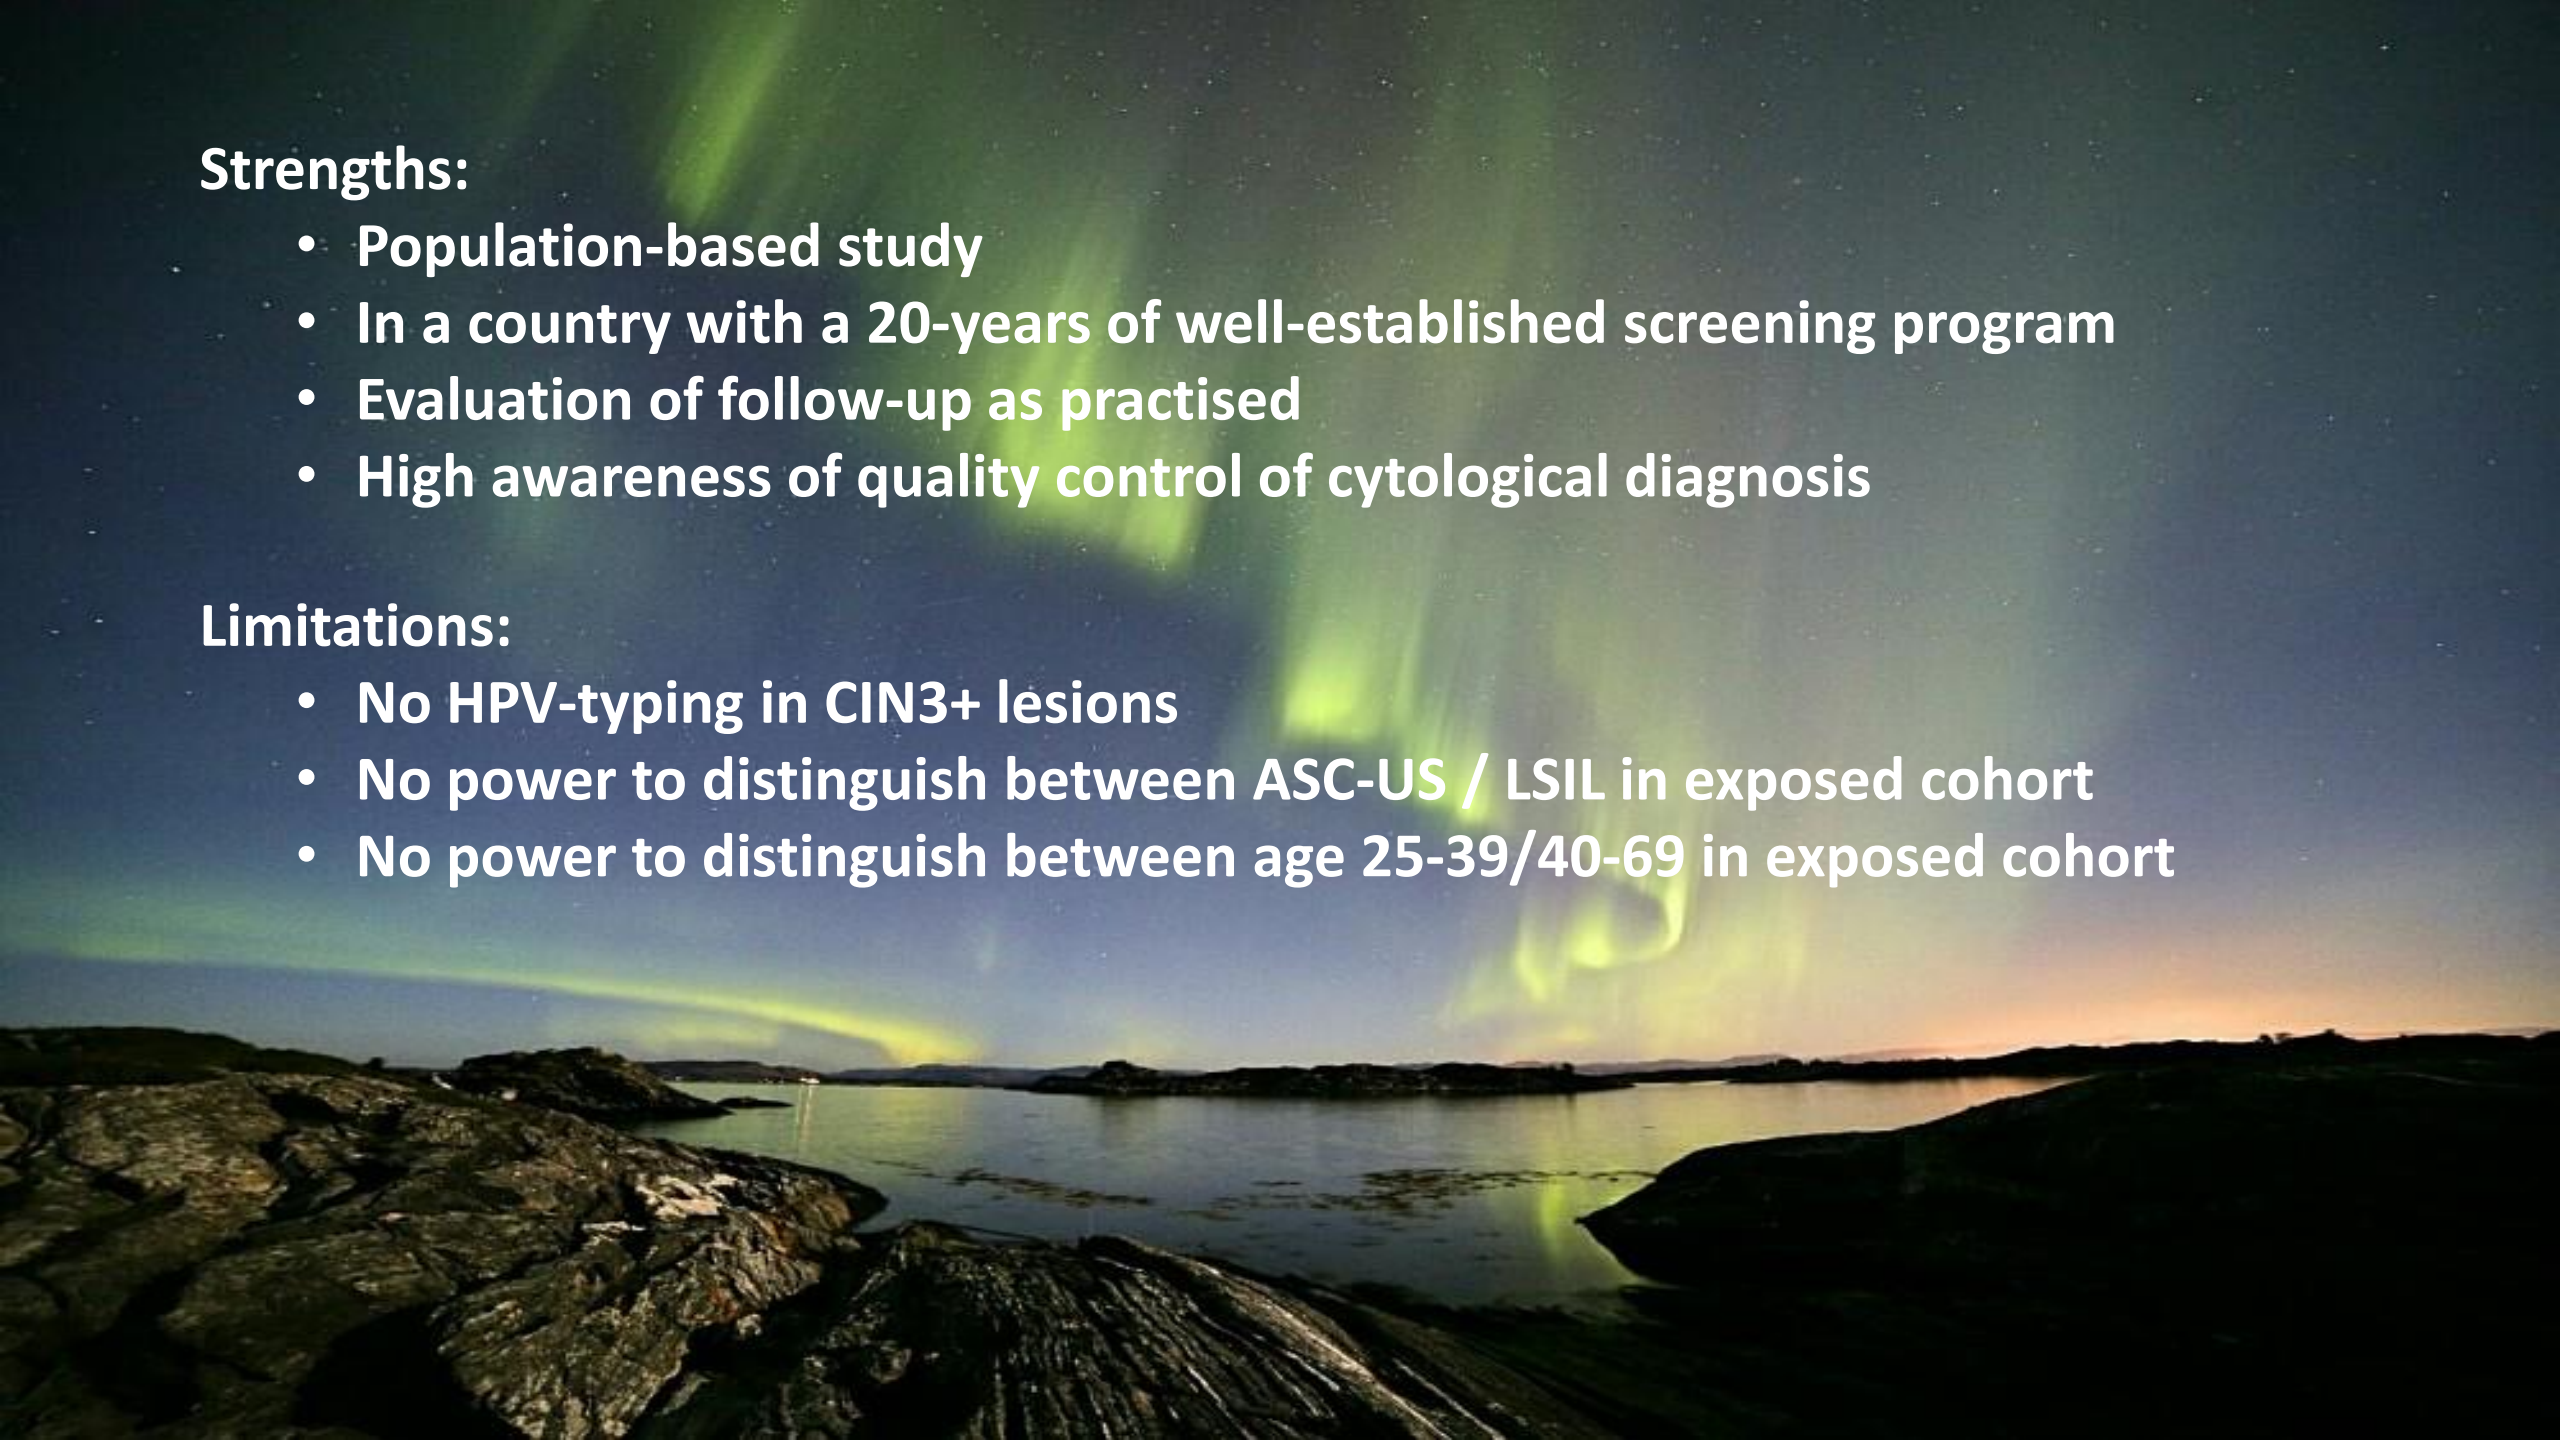 Strengths:
• Population-based study
• In a country with a 20-years of well-established screening program
• Evaluation of follow-up as practised
• High awareness of quality control of cytological diagnosis
Limitations:
• No HPV-typing in CIN3+ lesions
• No power to distinguish between ASC-US / LSIL in exposed cohort
• No power to distinguish between age 25-39/40-69 in exposed cohort